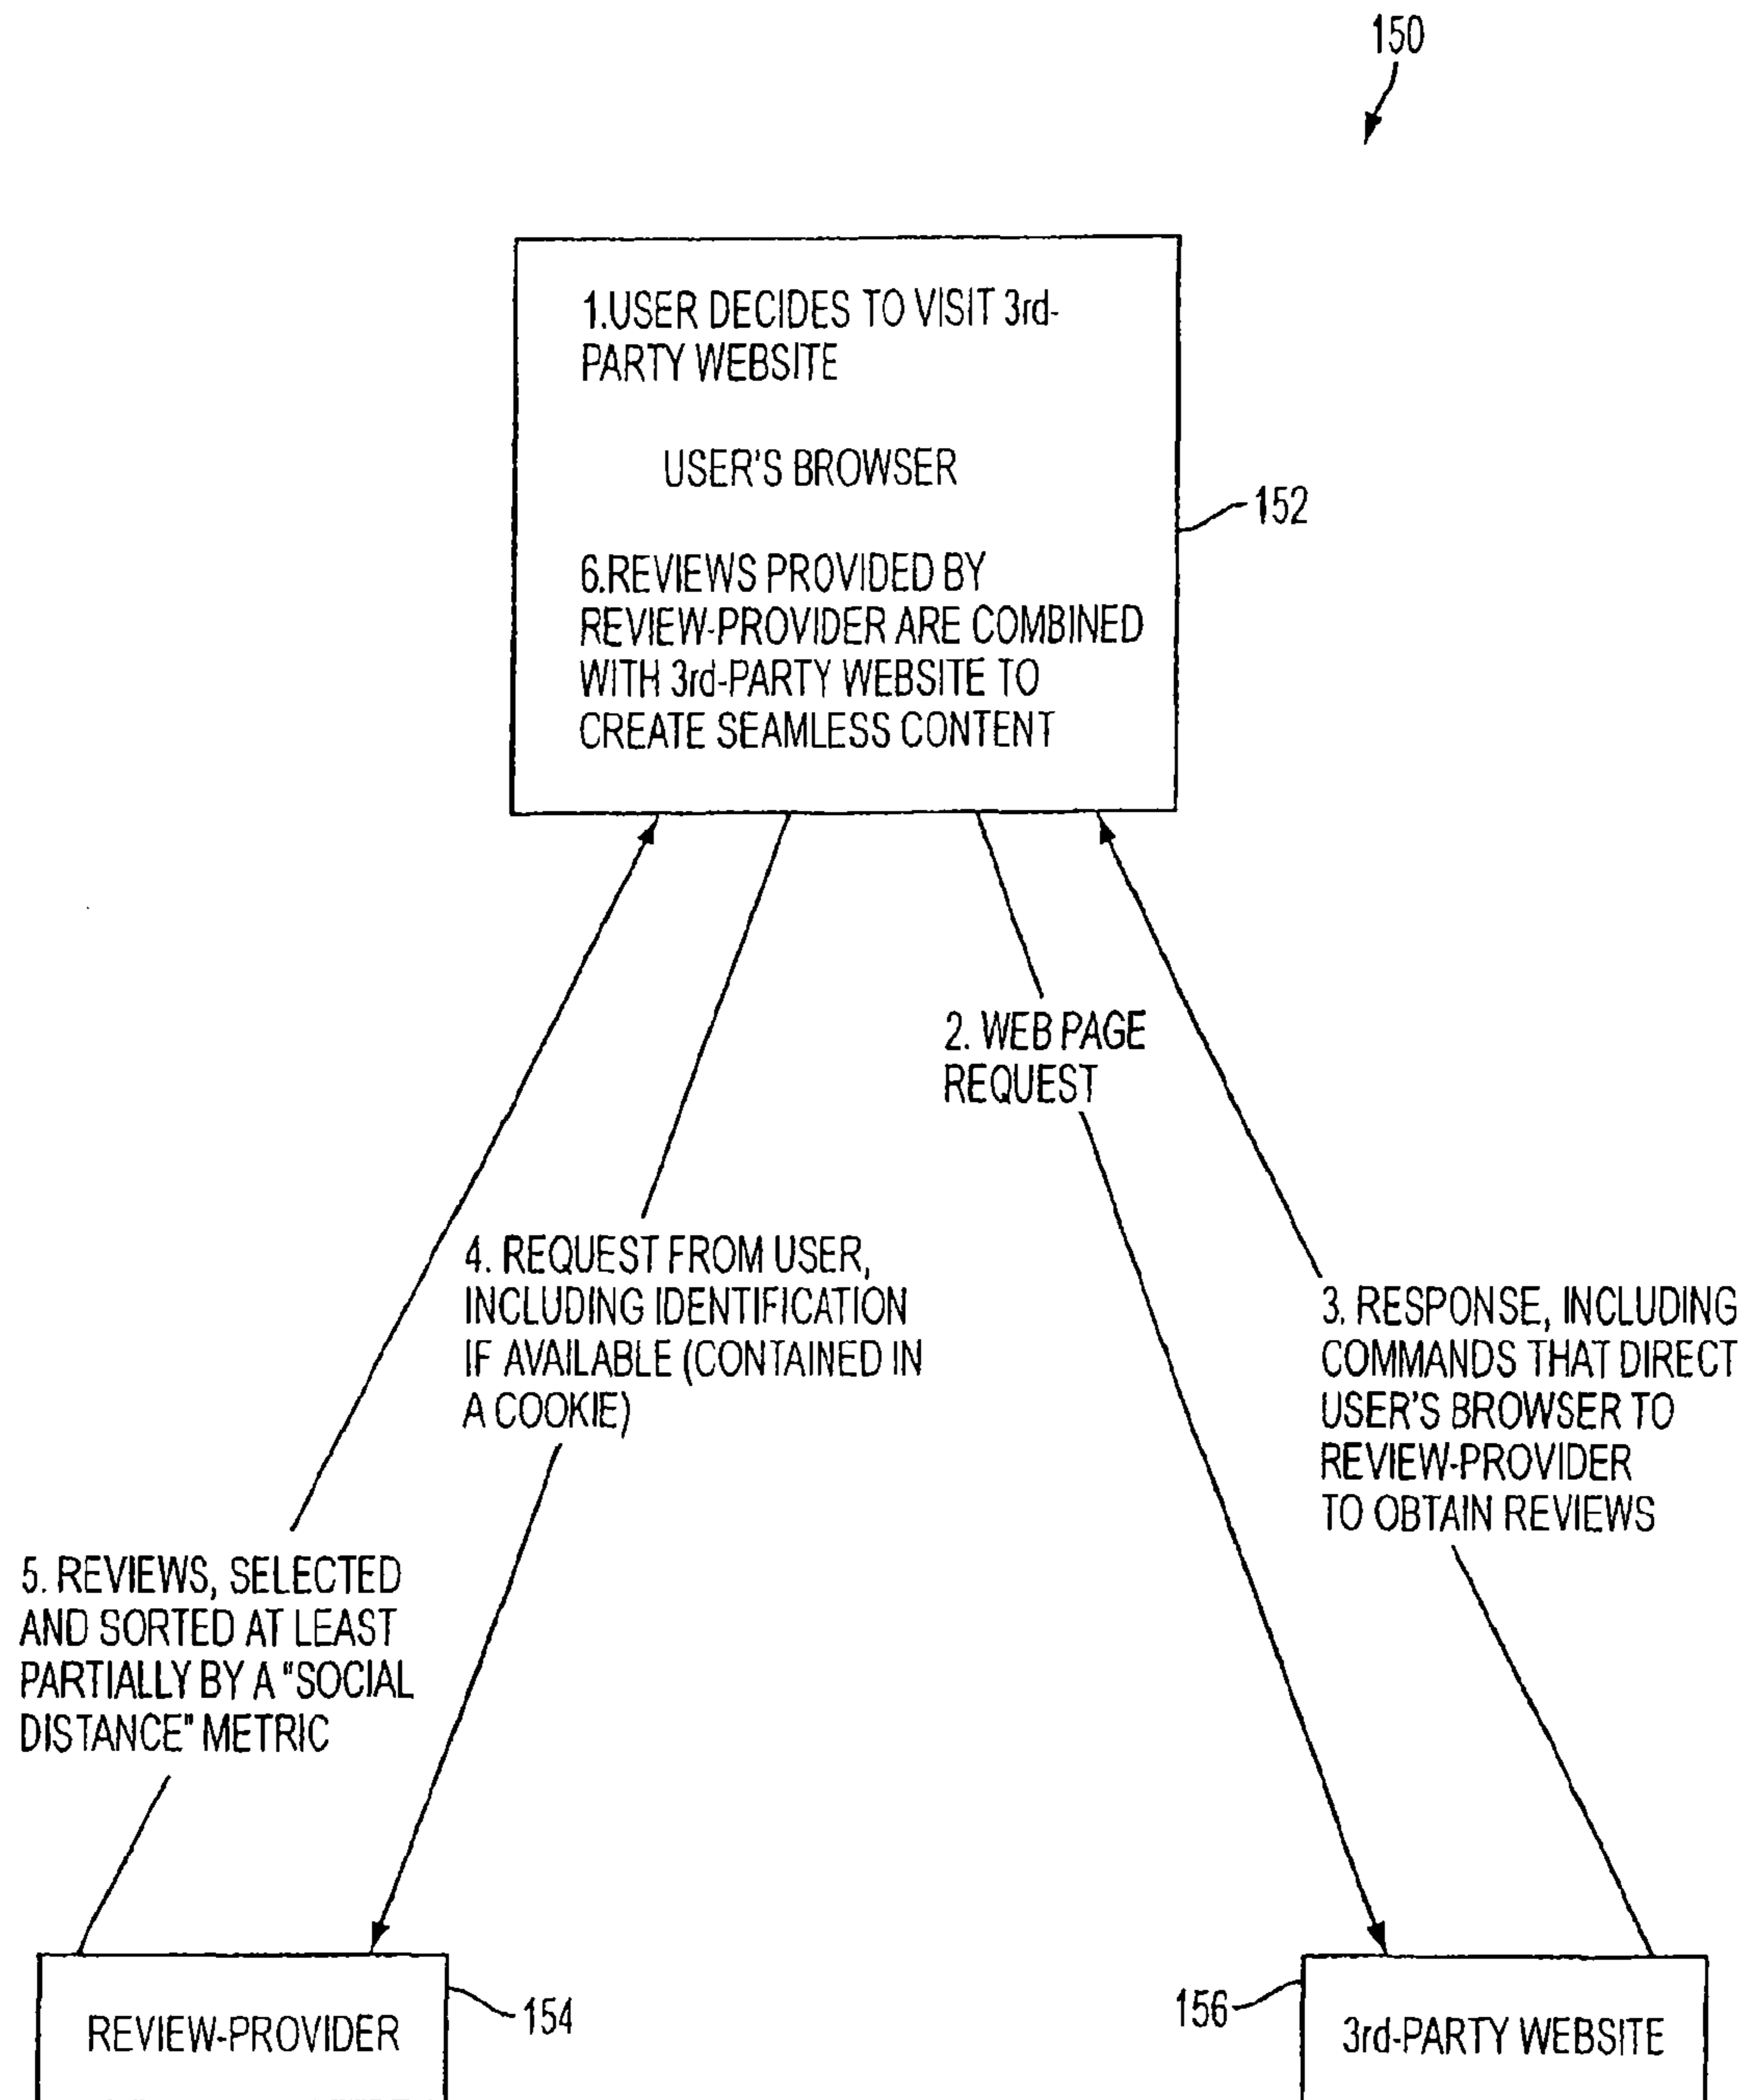 150
1.USER DECIDES TO VISIT 3rd-
PARTY WEBSITE
USER'S BROWSER
152
6.REVIEWS PROVIDED BY
REVIEW-PROVIDER ARE COMBINED
WITH 3rd-PARTY WEBSITE TO
CREATE SEAMLESS CONTENT
2. WEB PAGE
REQUEST
4. REQUEST FROM USER,
INCLUDING IDENTIFICATION
IF AVAILABLE (CONTAINED IN
A COOKIE)
3. RESPONSE, INCLUDING
COMMANDS THAT DIRECT
USER'S BROWSER TO
REVIEW-PROVIDER
TO OBTAIN REVIEWS
5. REVIEWS, SELECTED
AND SORTED AT LEAST
PARTIALLY BY A "SOCIAL
DISTANCE" METRIC
REVIEW-PROVIDER
154
156
3rd-PARTY WEBSITE